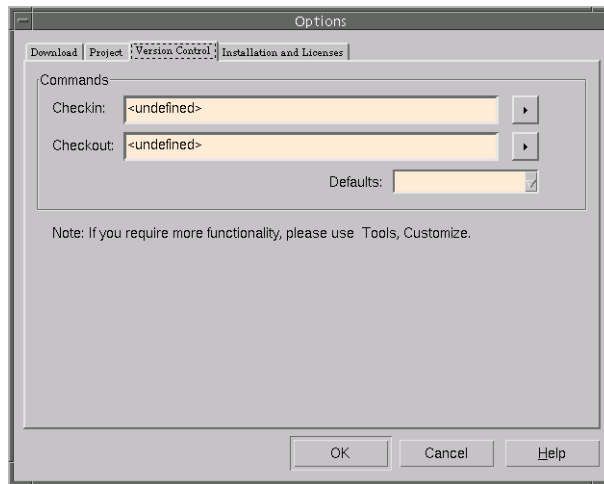 Options
Download Project Version Control Installation and Licenses
Commands
Checkin: <undefined>
Checkout: <undefined>
Defaults:
Note: If you require more functionality, please use Tools, Customize.
OK Cancel Help